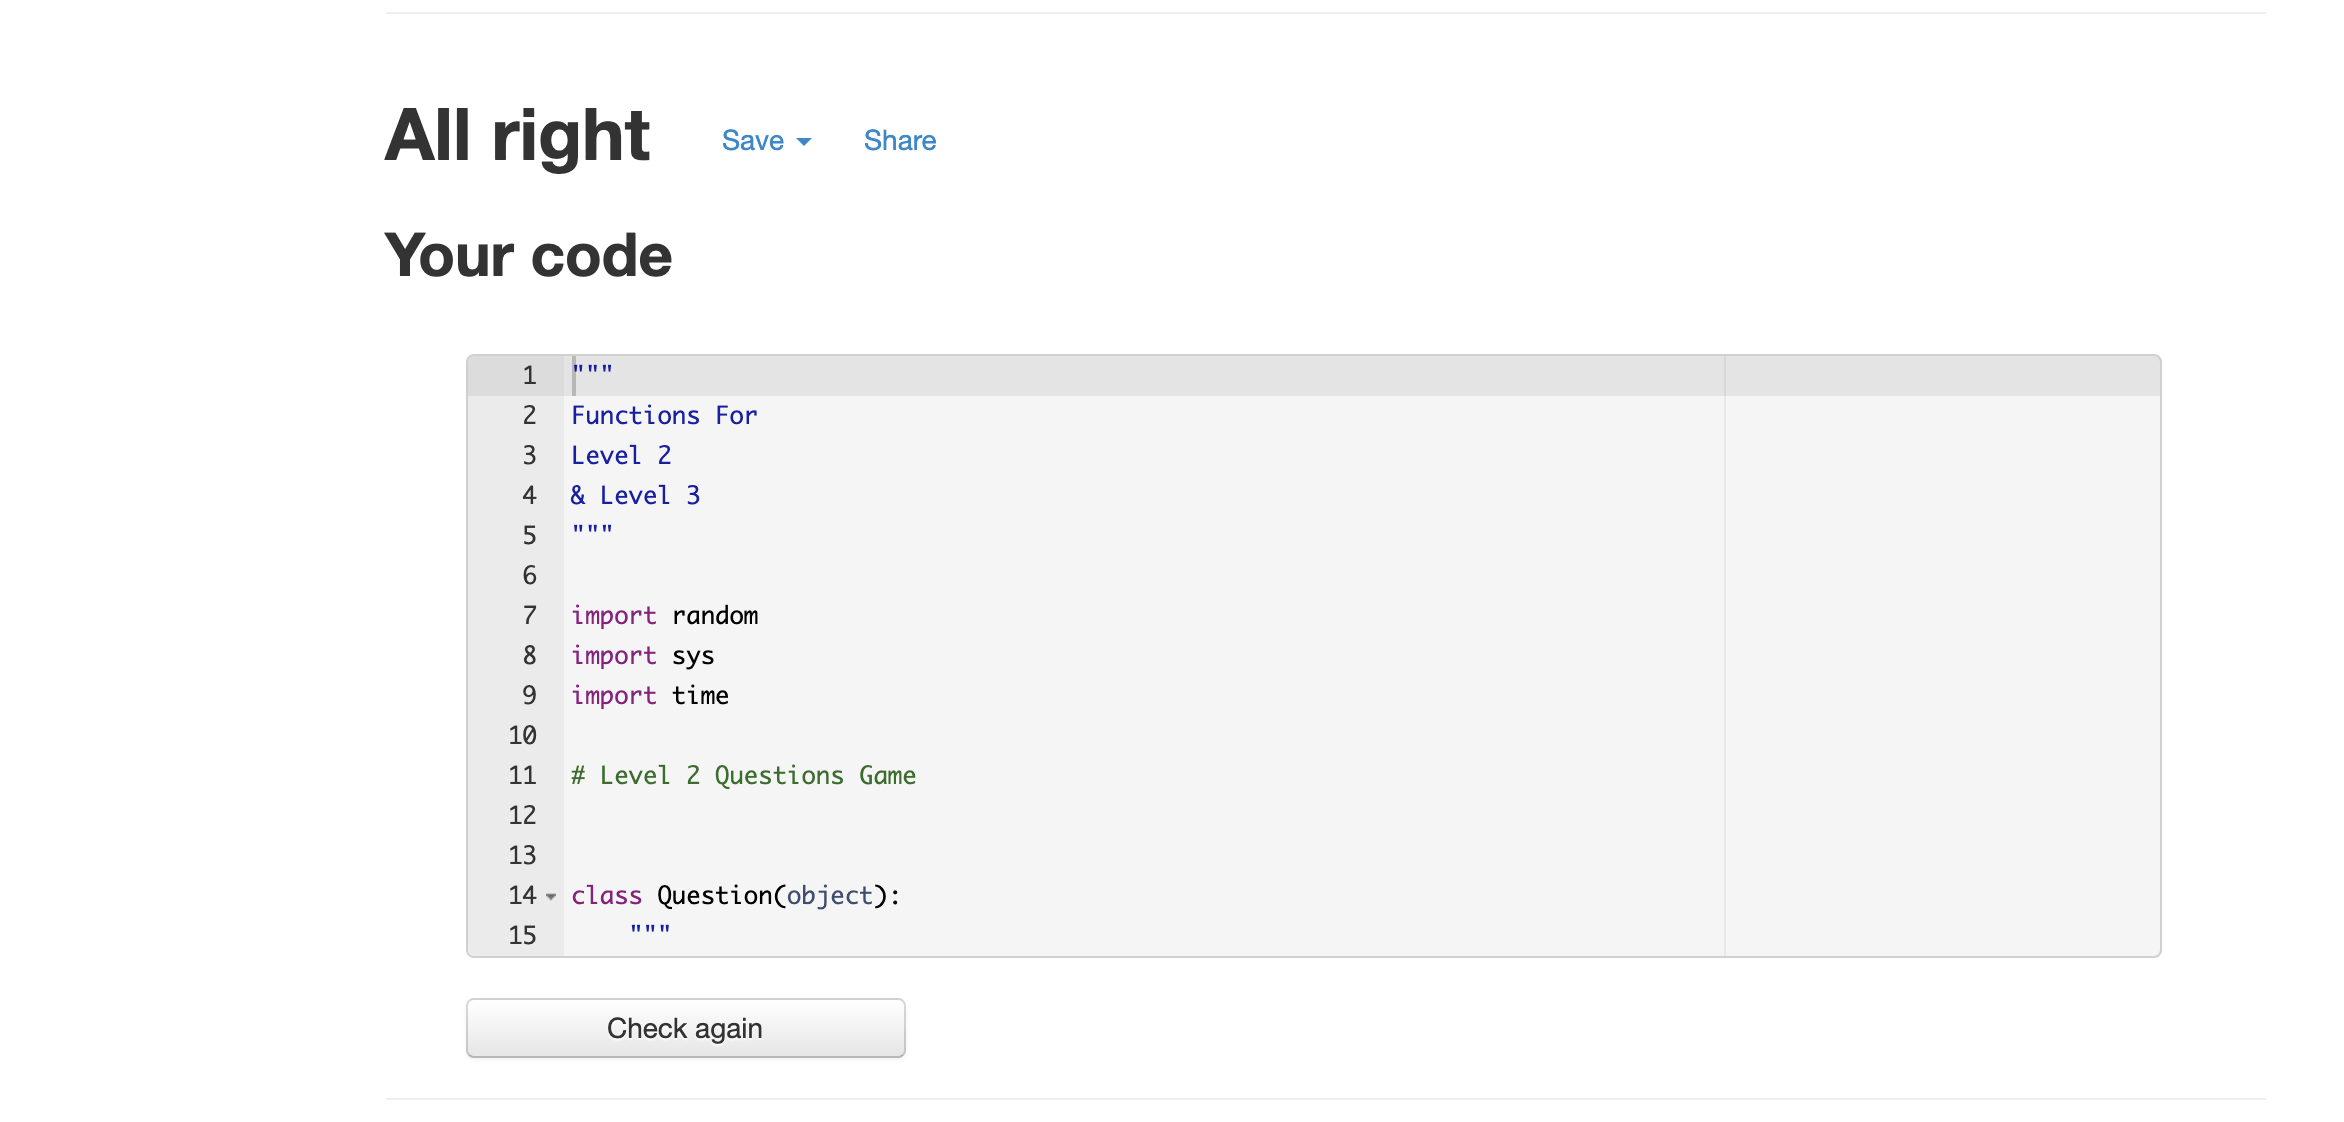 All right Save Share
Your code
1 """
2 Functions For
3 Level 2
4 & Level 3
5 """
6
7 import random
8 import sys
9 import time
10
11 # Level 2 Questions Game
12
13
14 class Question(object):
15     """
Check again